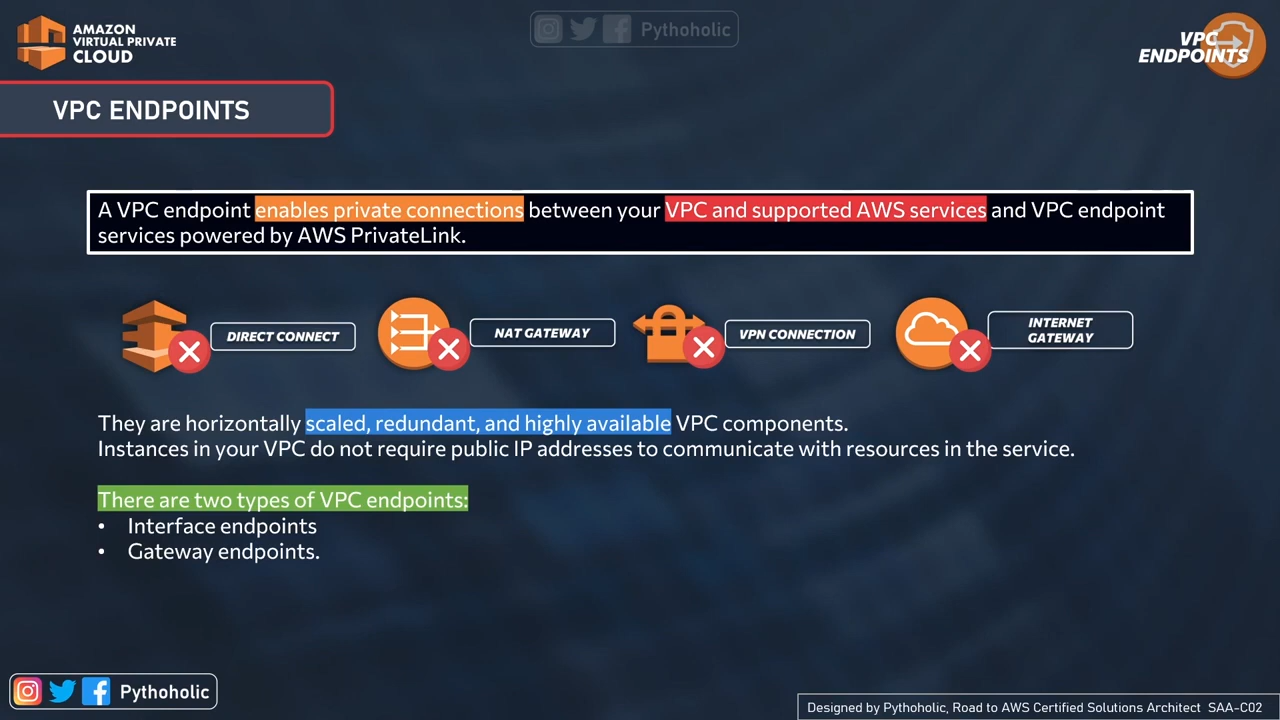 AMAZON
VIRTUAL PRIVATE
CLOUD
Pythoholic
VPC
ENDPOINTS
VPC ENDPOINTS
A VPC endpoint enables private connections between your VPC and supported AWS services and VPC endpoint
services powered by AWS PrivateLink.
DIRECT CONNECT
NAT GATEWAY
VPN CONNECTION
INTERNET
GATEWAY
They are horizontally scaled, redundant, and highly available VPC components.
Instances in your VPC do not require public IP addresses to communicate with resources in the service.
There are two types of VPC endpoints:
• Interface endpoints
• Gateway endpoints.
Pythoholic
Designed by Pythoholic, Road to AWS Certified Solutions Architect SAA-C02